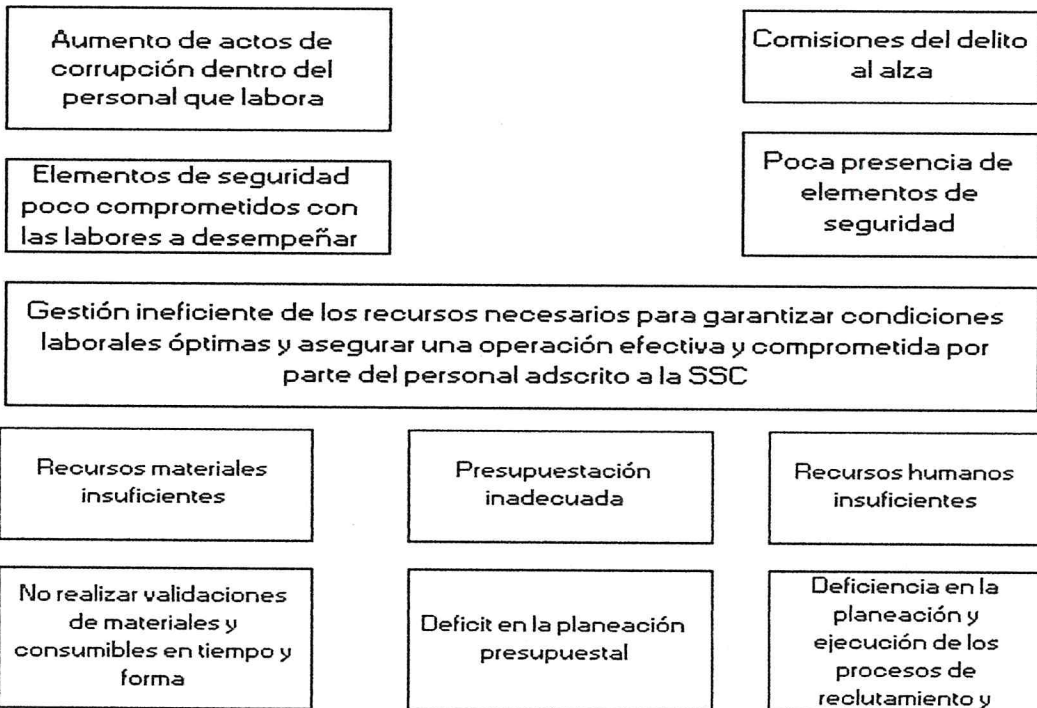 Aumento de actos de
corrupción dentro del
personal que labora
Comisiones del delito
al alza
Elementos de seguridad
poco comprometidos con
las labores a desempeñar
Poca presencia de
elementos de
seguridad
Gestión ineficiente de los recursos necesarios para garantizar condiciones
laborales óptimas y asegurar una operación efectiva y comprometida por
parte del personal adscrito a la SSC
Recursos materiales
insuficientes
Presupuestación
inadecuada
Recursos humanos
insuficientes
No realizar validaciones
de materiales y
consumibles en tiempo y
forma
Deficit en la planeación
presupuestal
Deficiencia en la
planeación y
ejecución de los
procesos de
reclutamiento y